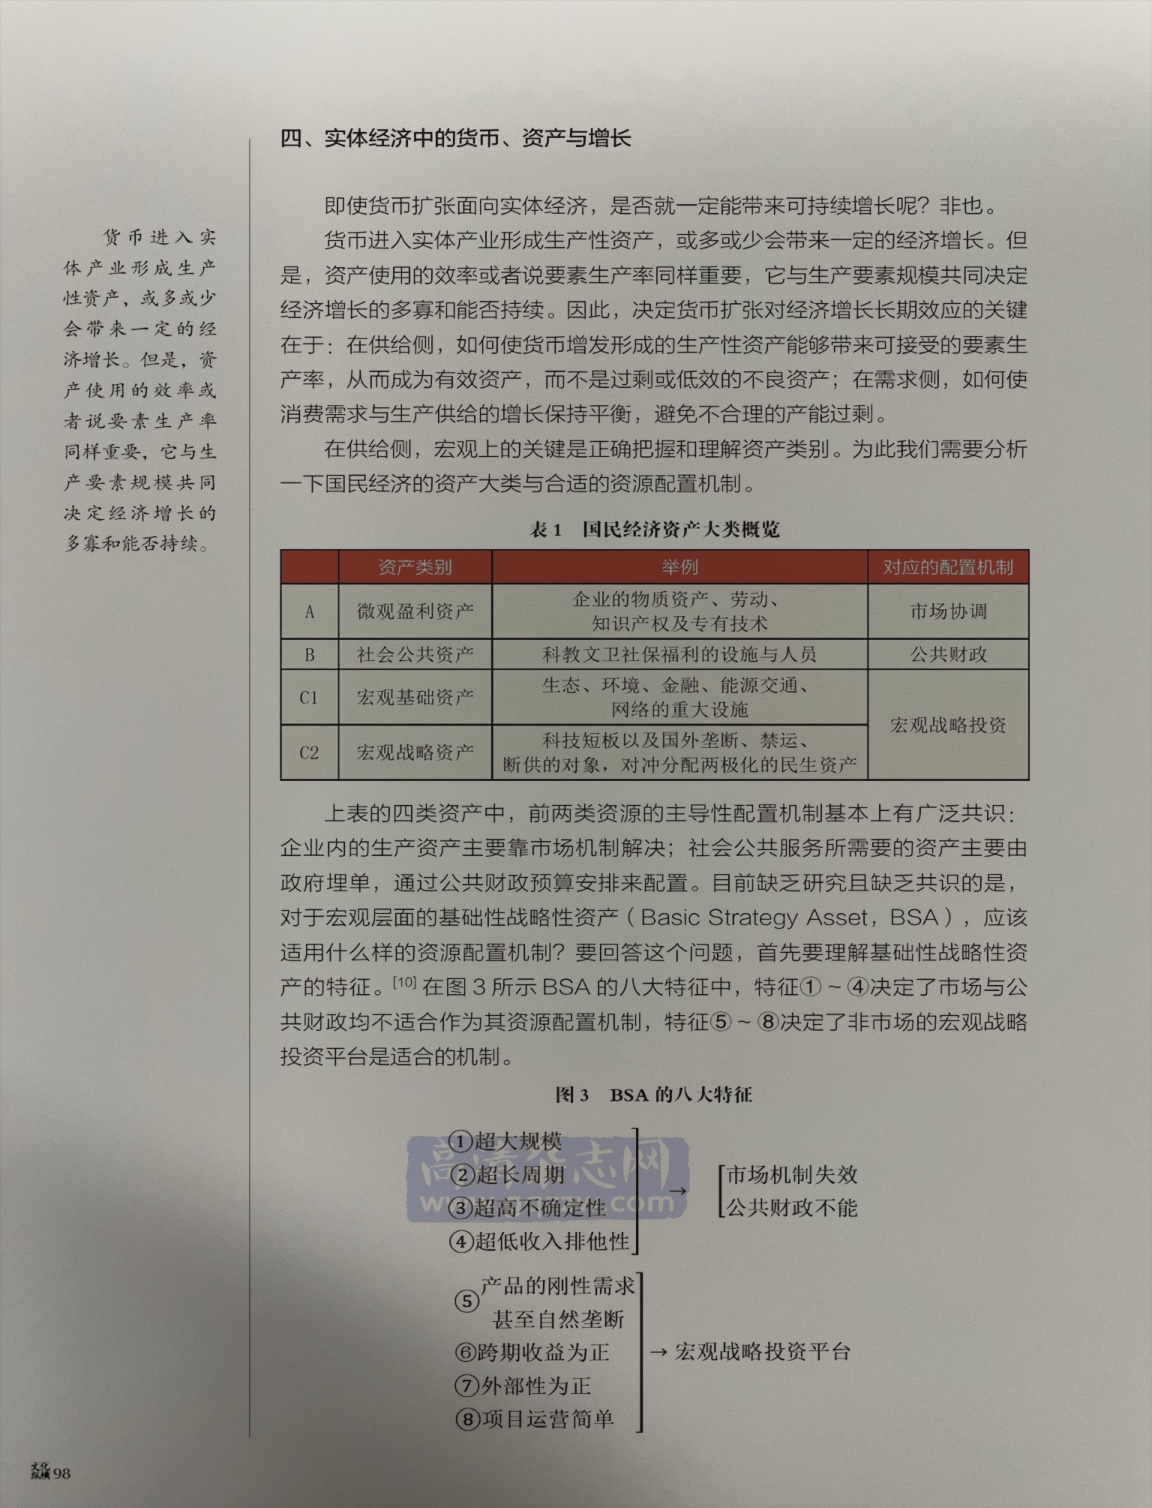 四、实体经济中的货币、资产与增长
即使货币扩张面向实体经济，是否就一定能带来可持续增长呢？非也。
货币进入实体产业形成生产性资产，或多或少会带来一定的经济增长。但
是，资产使用的效率或者说要素生产率同样重要，它与生产要素规模共同决定
经济增长的多寡和能否持续。因此，决定货币扩张对经济增长长期效应的关键
在于：在供给侧，如何使货币增发形成的生产性资产能够带来可接受的要素生
产率，从而成为有效资产，而不是过剩或低效的不良资产；在需求侧，如何使
消费需求与生产供给的增长保持平衡，避免不合理的产能过剩。
在供给侧，宏观上的关键是正确把握和理解资产类别。为此我们需要分析
一下国民经济的资产大类与合适的资源配置机制。
货币进入实
体产业形成生产
性资产，或多或少
会带来一定的经
济增长。但是，资
产使用的效率或
者说要素生产率
同样重要，它与生
产要素规模共同
决定经济增长的
多寡和能否持续。
表 1 国民经济资产大类概览
资产类别 举例 对应的配置机制
A 微观盈利资产 企业的物质资产、劳动、
知识产权及专有技术 市场协调
B 社会公共资产 科教文卫社保福利的设施与人员 公共财政
C1 宏观基础资产 生态、环境、金融、能源交通、
网络的重大设施
宏观战略投资
C2 宏观战略资产 科技短板以及国外垄断、禁运、
断供的对象，对冲分配两极化的民生资产
上表的四类资产中，前两类资源的主导性配置机制基本上有广泛共识：
企业内的生产资产主要靠市场机制解决；社会公共服务所需要的资产主要由
政府埋单，通过公共财政预算安排来配置。目前缺乏研究且缺乏共识的是，
对于宏观层面的基础性战略性资产（Basic Strategy Asset，BSA），应该
适用什么样的资源配置机制？要回答这个问题，首先要理解基础性战略性资
产的特征。[10] 在图 3 所示 BSA 的八大特征中，特征①～④决定了市场与公
共财政均不适合作为其资源配置机制，特征⑤～⑧决定了非市场的宏观战略
投资平台是适合的机制。
图 3 BSA 的八大特征
①超大规模
②超长周期
③超高不确定性
④超低收入排他性
→
市场机制失效
公共财政不能
⑤产品的刚性需求
甚至自然垄断
⑥跨期收益为正
⑦外部性为正
⑧项目运营简单
→ 宏观战略投资平台
高清杂志网
文化
纵横 98